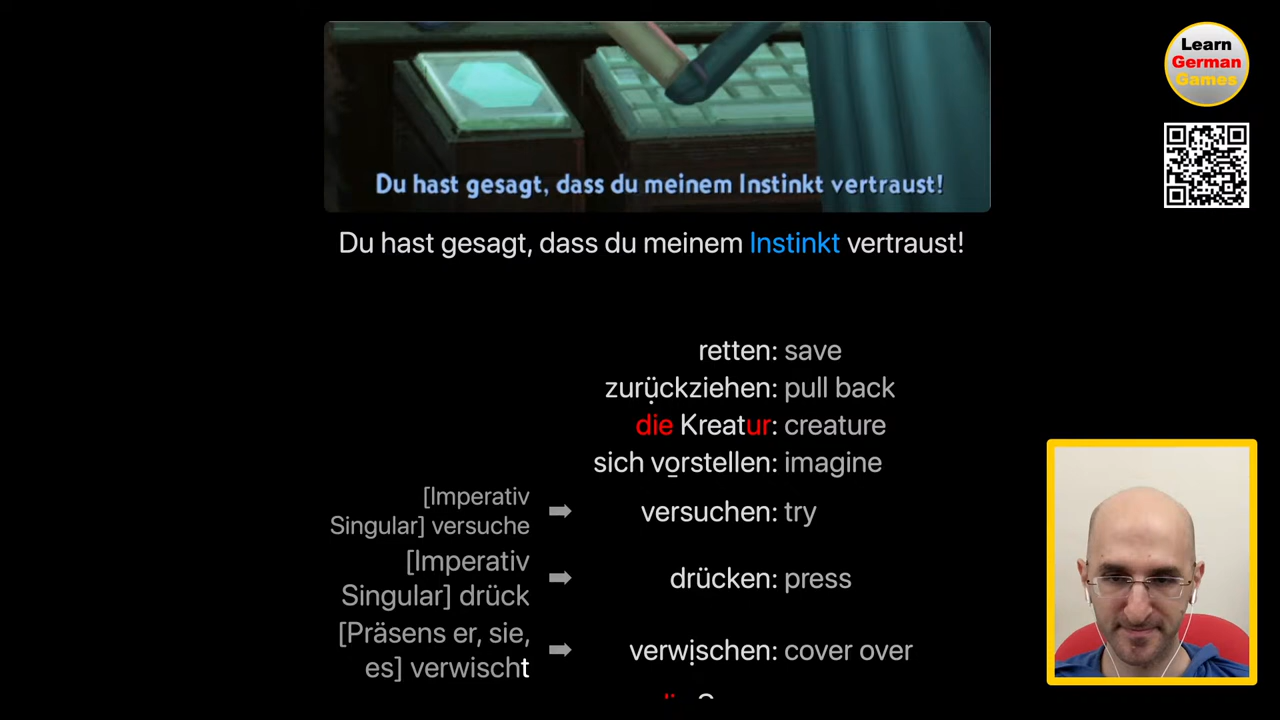 Learn
German
Games
Du hast gesagt, dass du meinem Instinkt vertraust!
Du hast gesagt, dass du meinem Instinkt vertraust!
retten: save
zurückziehen: pull back
die Kreatur: creature
sich vorstellen: imagine
[Imperativ
Singular] versuche ➡ versuchen: try
[Imperativ
Singular] drück ➡ drücken: press
[Präsens er, sie,
es] verwischt ➡ verwischen: cover over